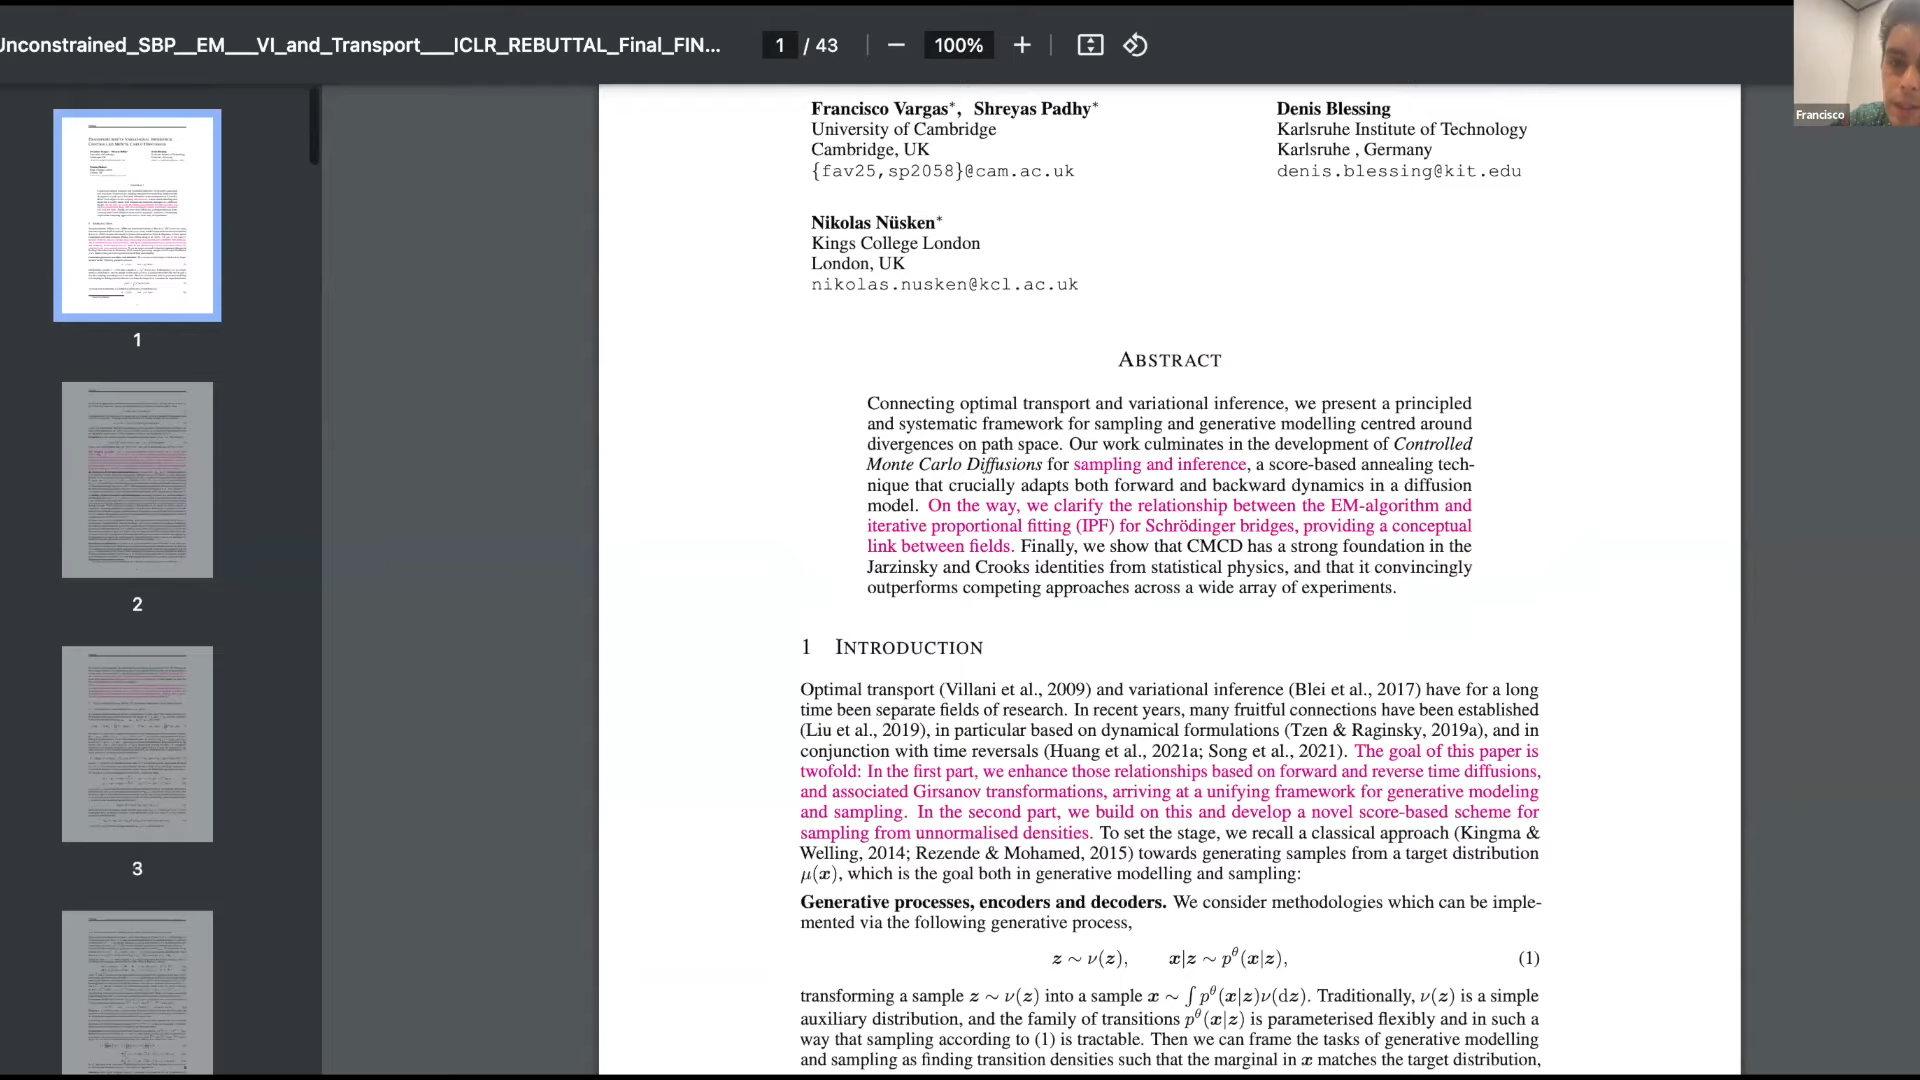 Unconstrained_SBP__EM___VI_and_Transport___ICLR_REBUTTAL_Final_FIN...
1 / 43
100%
Francisco
1
2
3
Francisco Vargas*, Shreyas Padhy*
University of Cambridge
Cambridge, UK
{fav25,sp2058}@cam.ac.uk
Denis Blessing
Karlsruhe Institute of Technology
Karlsruhe , Germany
denis.blessing@kit.edu
Nikolas Nüsken*
Kings College London
London, UK
nikolas.nusken@kcl.ac.uk
ABSTRACT
Connecting optimal transport and variational inference, we present a principled
and systematic framework for sampling and generative modelling centred around
divergences on path space. Our work culminates in the development of Controlled
Monte Carlo Diffusions for sampling and inference, a score-based annealing tech-
nique that crucially adapts both forward and backward dynamics in a diffusion
model. On the way, we clarify the relationship between the EM-algorithm and
iterative proportional fitting (IPF) for Schrödinger bridges, providing a conceptual
link between fields. Finally, we show that CMCD has a strong foundation in the
Jarzinsky and Crooks identities from statistical physics, and that it convincingly
outperforms competing approaches across a wide array of experiments.
1 INTRODUCTION
Optimal transport (Villani et al., 2009) and variational inference (Blei et al., 2017) have for a long
time been separate fields of research. In recent years, many fruitful connections have been established
(Liu et al., 2019), in particular based on dynamical formulations (Tzen & Raginsky, 2019a), and in
conjunction with time reversals (Huang et al., 2021a; Song et al., 2021). The goal of this paper is
twofold: In the first part, we enhance those relationships based on forward and reverse time diffusions,
and associated Girsanov transformations, arriving at a unifying framework for generative modeling
and sampling. In the second part, we build on this and develop a novel score-based scheme for
sampling from unnormalised densities. To set the stage, we recall a classical approach (Kingma &
Welling, 2014; Rezende & Mohamed, 2015) towards generating samples from a target distribution
μ(x), which is the goal both in generative modelling and sampling:
Generative processes, encoders and decoders. We consider methodologies which can be imple-
mented via the following generative process,
z ∼ ν(z), x|z ∼ p^θ(x|z), (1)
transforming a sample z ∼ ν(z) into a sample x ∼ ∫ p^θ(x|z)ν(dz). Traditionally, ν(z) is a simple
auxiliary distribution, and the family of transitions p^θ(x|z) is parameterised flexibly and in such a
way that sampling according to (1) is tractable. Then we can frame the tasks of generative modelling
and sampling as finding transition densities such that the marginal in x matches the target distribution,